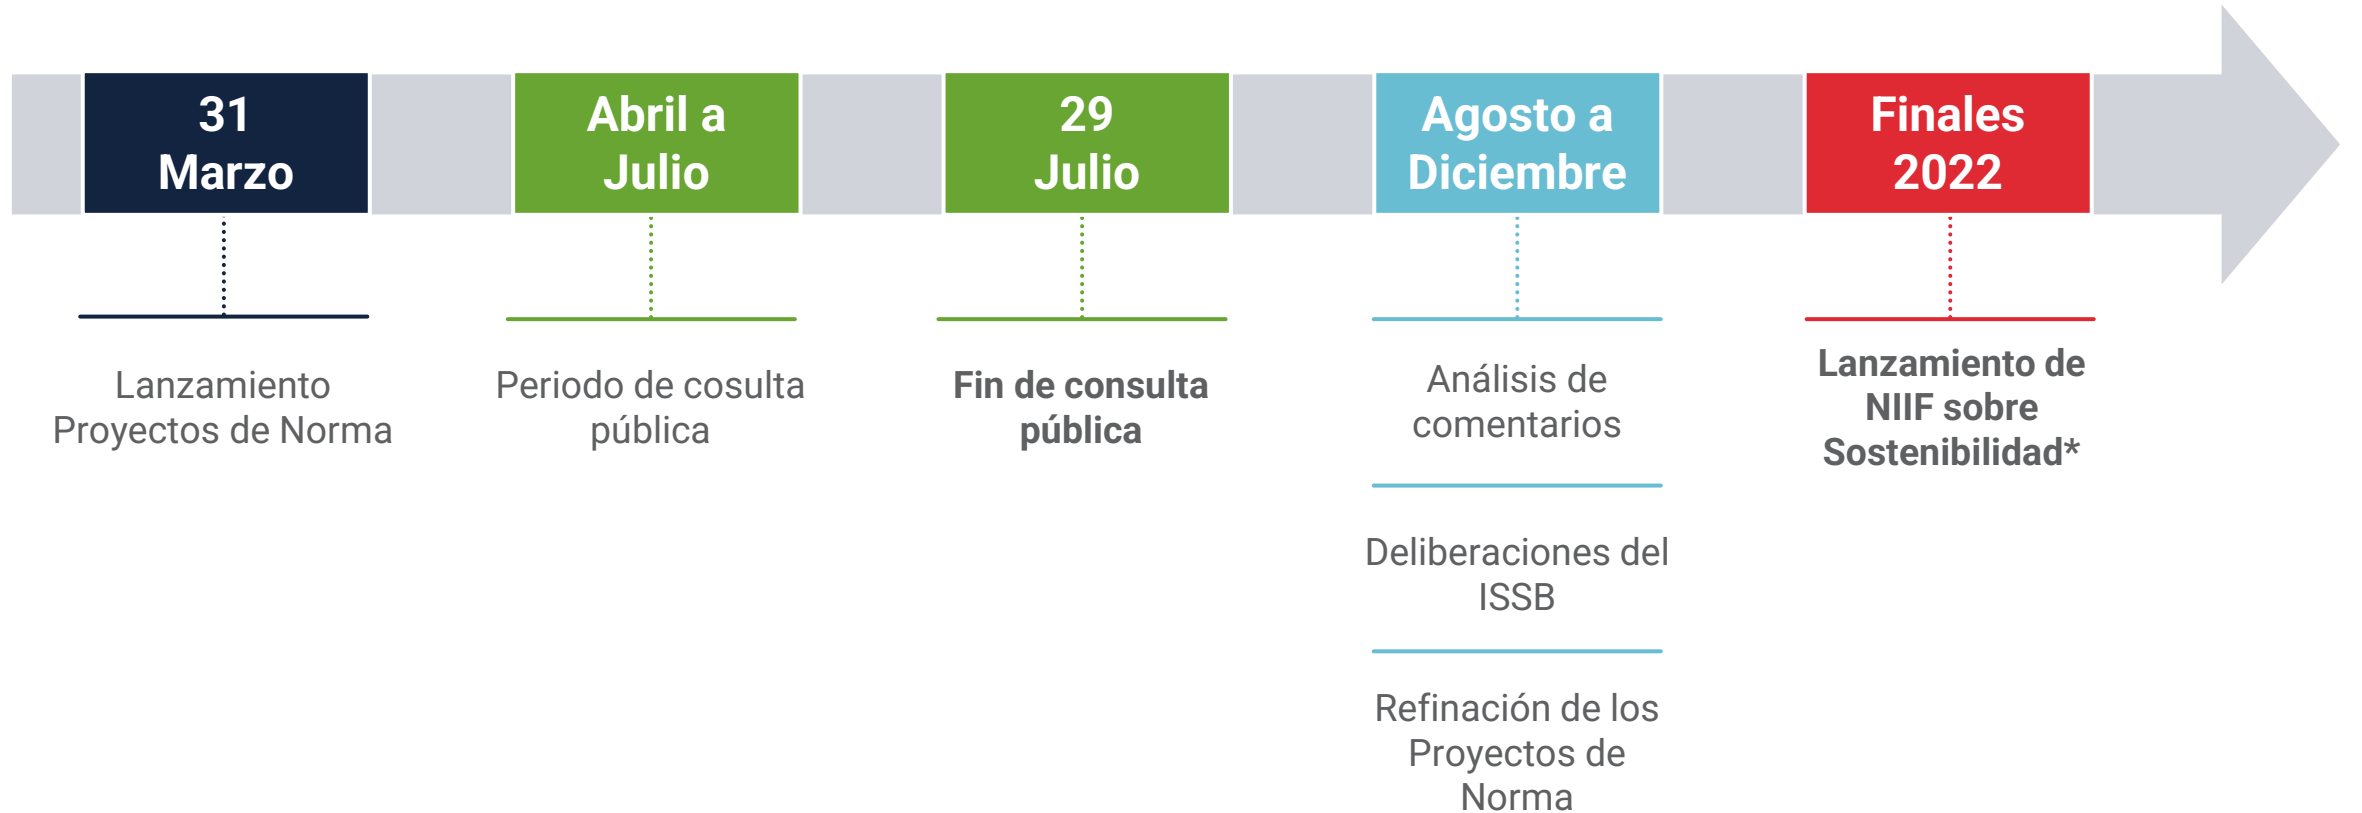 31
Marzo
Abril a
Julio
29
Julio
Agosto a
Diciembre
Finales
2022
Lanzamiento
Proyectos de Norma
Periodo de cosulta
pública
Fin de consulta
pública
Análisis de
comentarios
Deliberaciones del
ISSB
Refinación de los
Proyectos de
Norma
Lanzamiento de
NIIF sobre
Sostenibilidad*